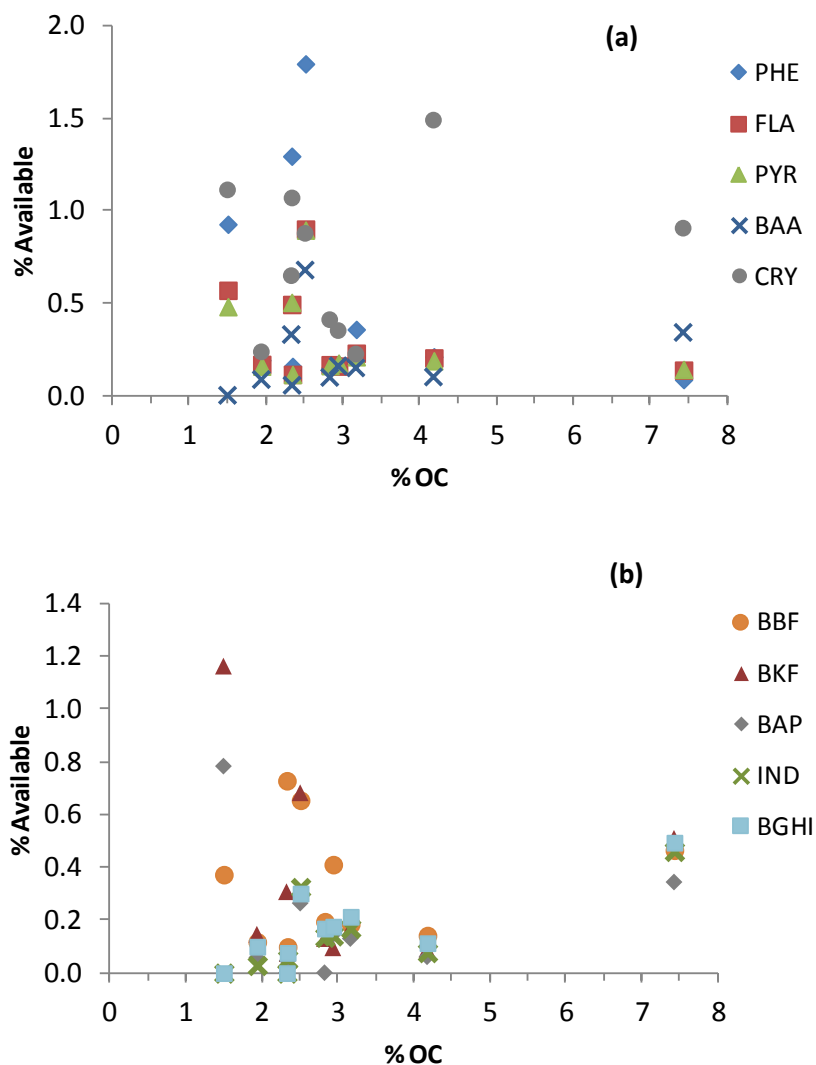 (a)
2.0
1.5
1.0
0.5
0.0
% Available
0 1 2 3 4 5 6 7 8
% OC
PHE
FLA
PYR
BAA
CRY
(b)
1.4
1.2
1.0
0.8
0.6
0.4
0.2
0.0
% Available
0 1 2 3 4 5 6 7 8
% OC
BBF
BKF
BAP
IND
BGHI